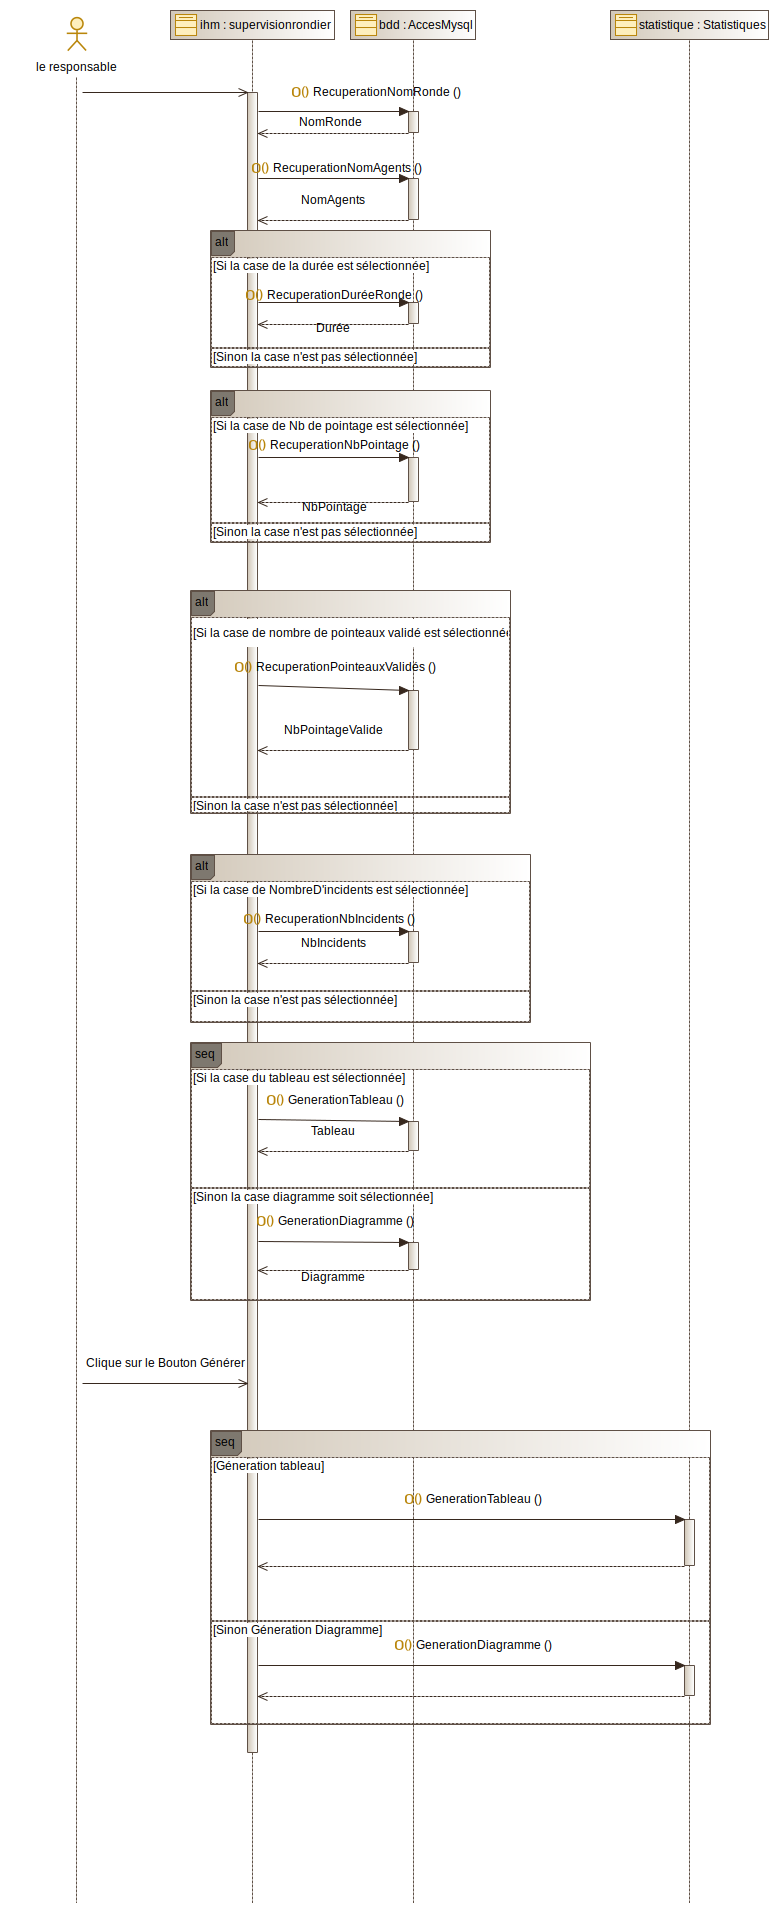 le responsable
ihm : supervisionrondier
bdd : AccesMysql
statistique : Statistiques
O() RecuperationNomRonde ()
NomRonde
O() RecuperationNomAgents ()
NomAgents
alt
[Si la case de la durée est sélectionnée]
O() RecuperationDuréeRonde ()
Durée
[Sinon la case n'est pas sélectionnée]
alt
[Si la case de Nb de pointage est sélectionnée]
O() RecuperationNbPointage ()
NbPointage
[Sinon la case n'est pas sélectionnée]
alt
[Si la case de nombre de pointeaux validé est sélectionnée
O() RecuperationPointeauxValidés ()
NbPointageValide
[Sinon la case n'est pas sélectionnée]
alt
[Si la case de NombreD'incidents est sélectionnée]
O() RecuperationNbIncidents ()
NbIncidents
[Sinon la case n'est pas sélectionnée]
seq
[Si la case du tableau est sélectionnée]
O() GenerationTableau ()
Tableau
[Sinon la case diagramme soit sélectionnée]
O() GenerationDiagramme ()
Diagramme
Clique sur le Bouton Générer
seq
[Géneration tableau]
O() GenerationTableau ()
[Sinon Géneration Diagramme]
O() GenerationDiagramme ()